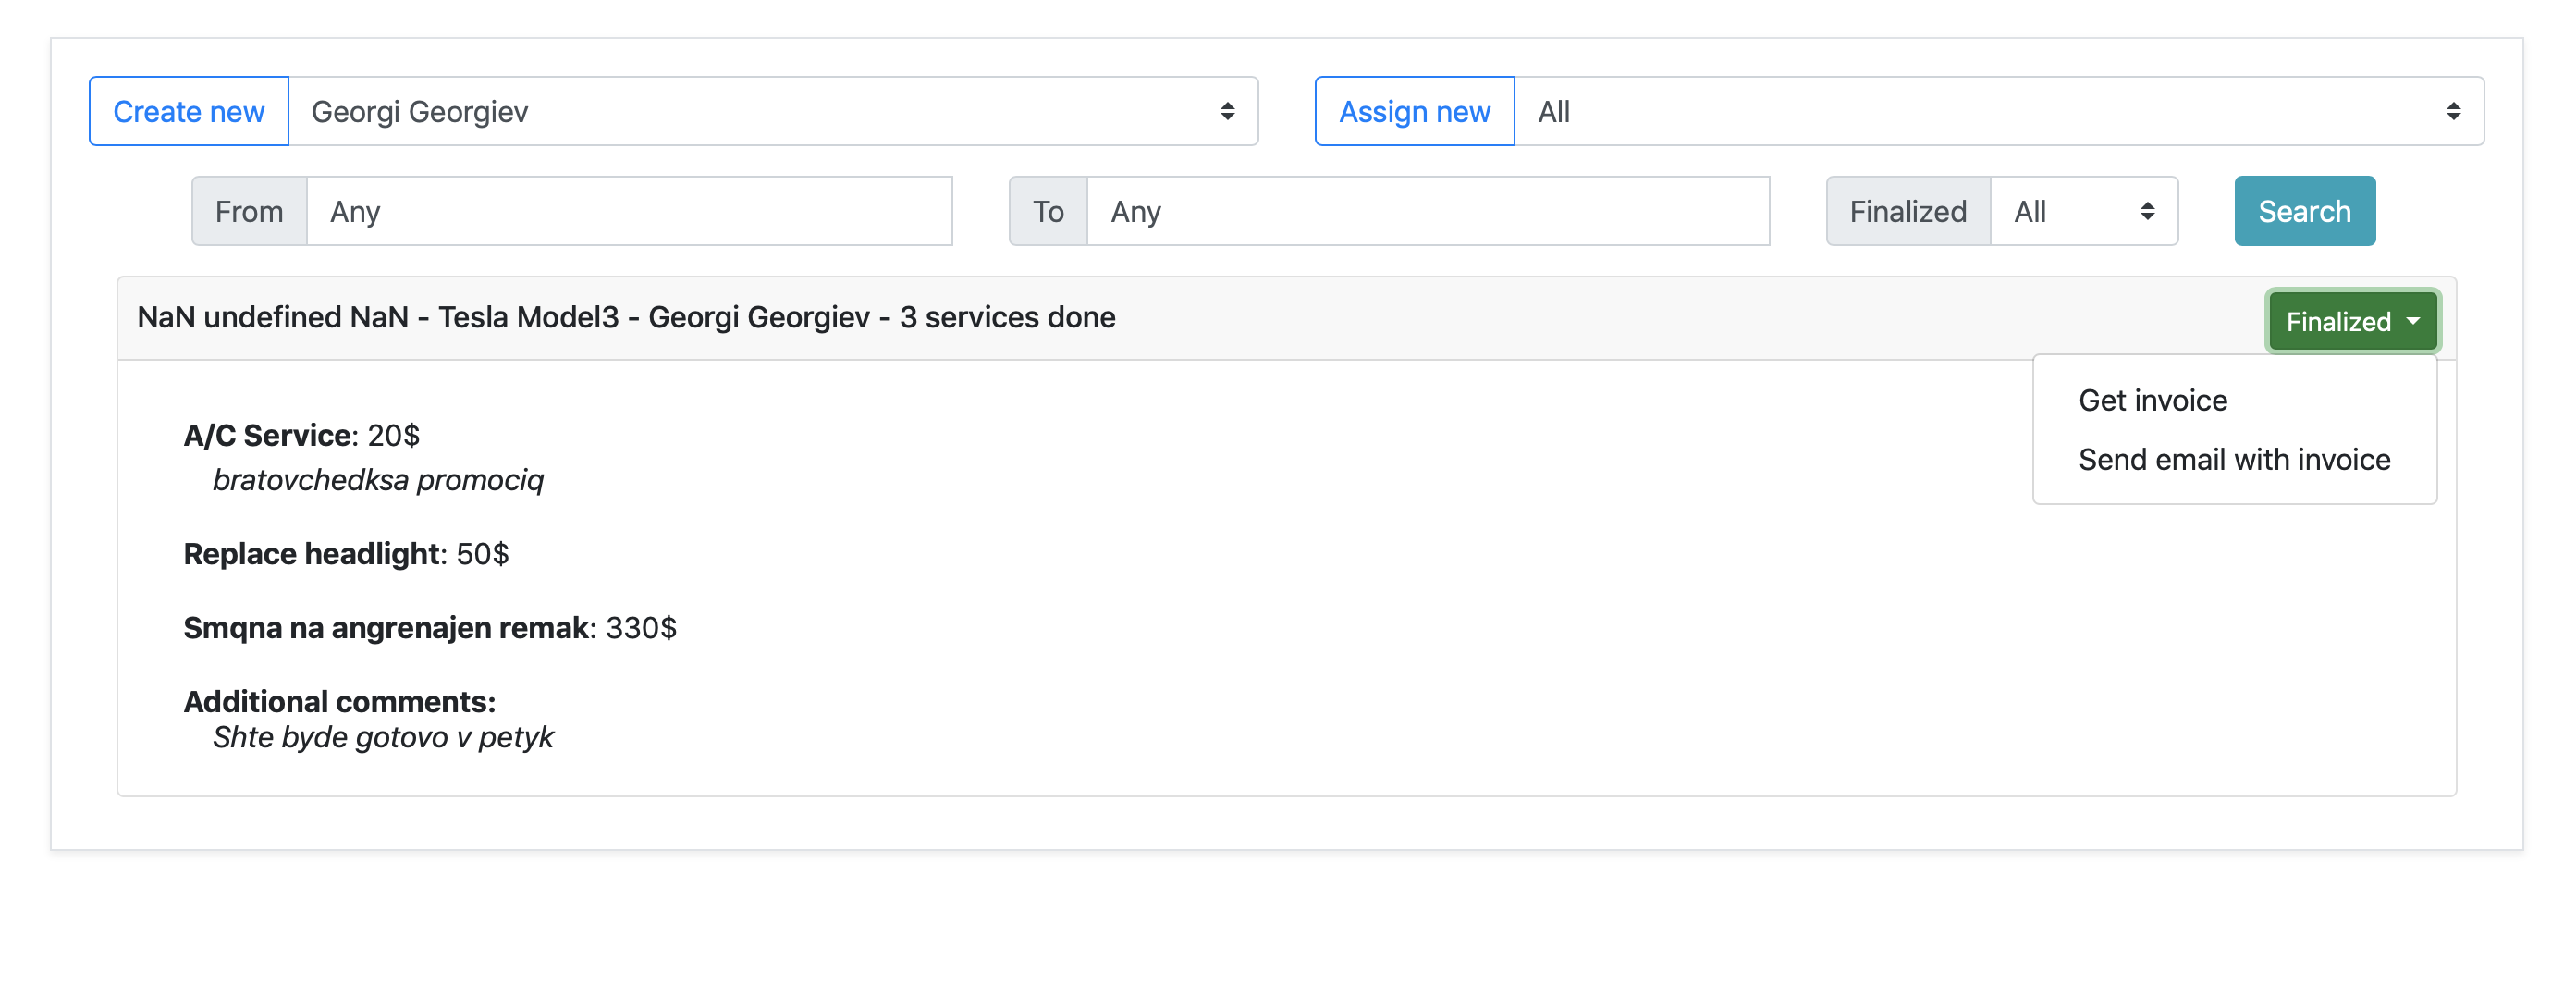 Create new Georgi Georgiev Assign new All
From Any To Any Finalized All Search
NaN undefined NaN - Tesla Model3 - Georgi Georgiev - 3 services done Finalized
Get invoice
Send email with invoice
A/C Service: 20$
bratovchedksa promociq
Replace headlight: 50$
Smqna na angrenajen remak: 330$
Additional comments:
Shte byde gotovo v petyk